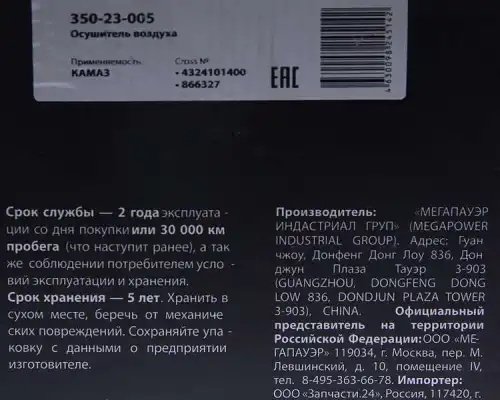 350-23-005
Осушитель воздуха
Применяемость
КАМАЗ
Cross №
- 4324101400
- 866327
EAC
4630098245142
Срок службы — 2 года эксплуата -
ции со дня покупки или 30 000 км
пробега (что наступит ранее), а так
же соблюдении потребителем усло -
вий эксплуатации и хранения.
Срок хранения — 5 лет. Хранить в
сухом месте, беречь от механиче -
ских повреждений. Сохраняйте упа -
ковку с данными о предприятии
изготовителе.
Производитель: «МЕГАПАУЭР
ИНДАСТРИАЛ ГРУП» (MEGAPOWER
INDUSTRIAL GROUP). Адрес: Гуан
чжоу, Донфенг Донг Лоу 836, Дон
джун Плаза Тауэр 3-903
(GUANGZHOU, DONGFENG DONG
LOW 836, DONDJUN PLAZA TOWER
3-903), CHINA. Официальный
представитель на территории
Российской Федерации: ООО «МЕ-
ГАПАУЭР» 119034, г. Москва, пер. М.
Левшинский, д. 10, помещение IV,
тел. 8-495-363-66-78. Импортер:
ООО «Запчасти.24», Россия, 117420, г.